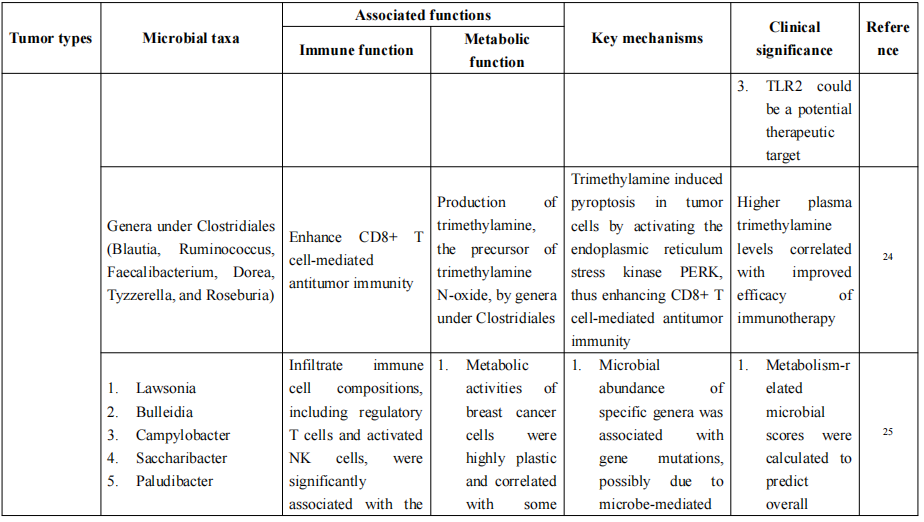 Tumor types
Microbial taxa
Associated functions
Immune function
Metabolic
function
Key mechanisms
Clinical
significance
Refere
nce
3. TLR2 could
be a potential
therapeutic
target
Genera under Clostridiales
(Blautia, Ruminococcus,
Faecalibacterium, Dorea,
Tyzzerella, and Roseburia)
Enhance CD8+ T
cell-mediated
antitumor immunity
Production of
trimethylamine,
the precursor of
trimethylamine
N-oxide, by genera
under Clostridiales
Trimethylamine induced
pyroptosis in tumor
cells by activating the
endoplasmic reticulum
stress kinase PERK,
thus enhancing CD8+ T
cell-mediated antitumor
immunity
Higher plasma
trimethylamine
levels correlated
with improved
efficacy of
immunotherapy
24
1. Lawsonia
2. Bulleidia
3. Campylobacter
4. Saccharibacter
5. Paludibacter
Infiltrate immune
cell compositions,
including regulatory
T cells and activated
NK cells, were
significantly
associated with the
1. Metabolic
activities of
breast cancer
cells were
highly plastic
and correlated
with some
1. Microbial
abundance of
specific genera was
associated with
gene mutations,
possibly due to
microbe-mediated
1. Metabolism-r
elated
microbial
scores were
calculated to
predict
overall
25